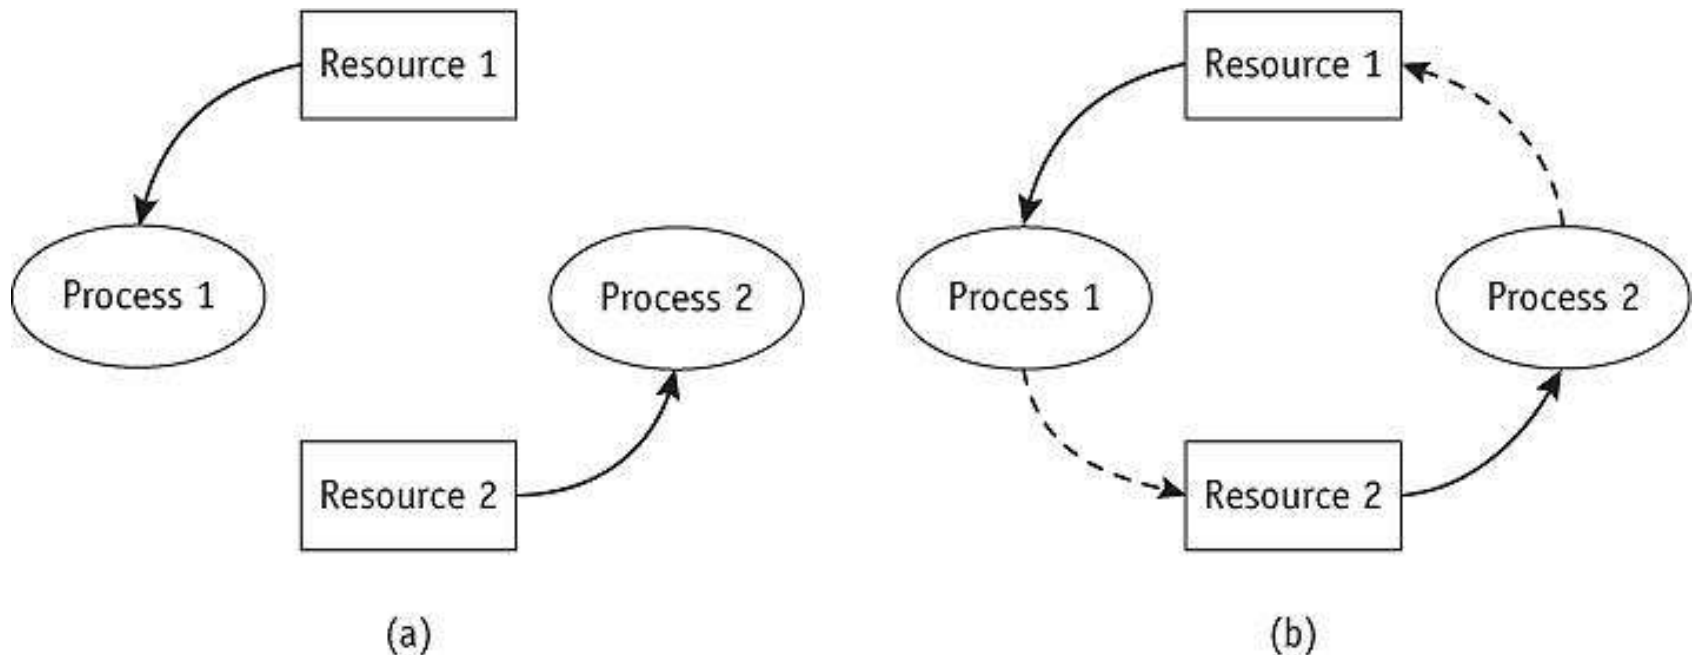 Resource 1
Process 1
Process 2
Resource 2
(a)
Resource 1
Process 1
Process 2
Resource 2
(b)